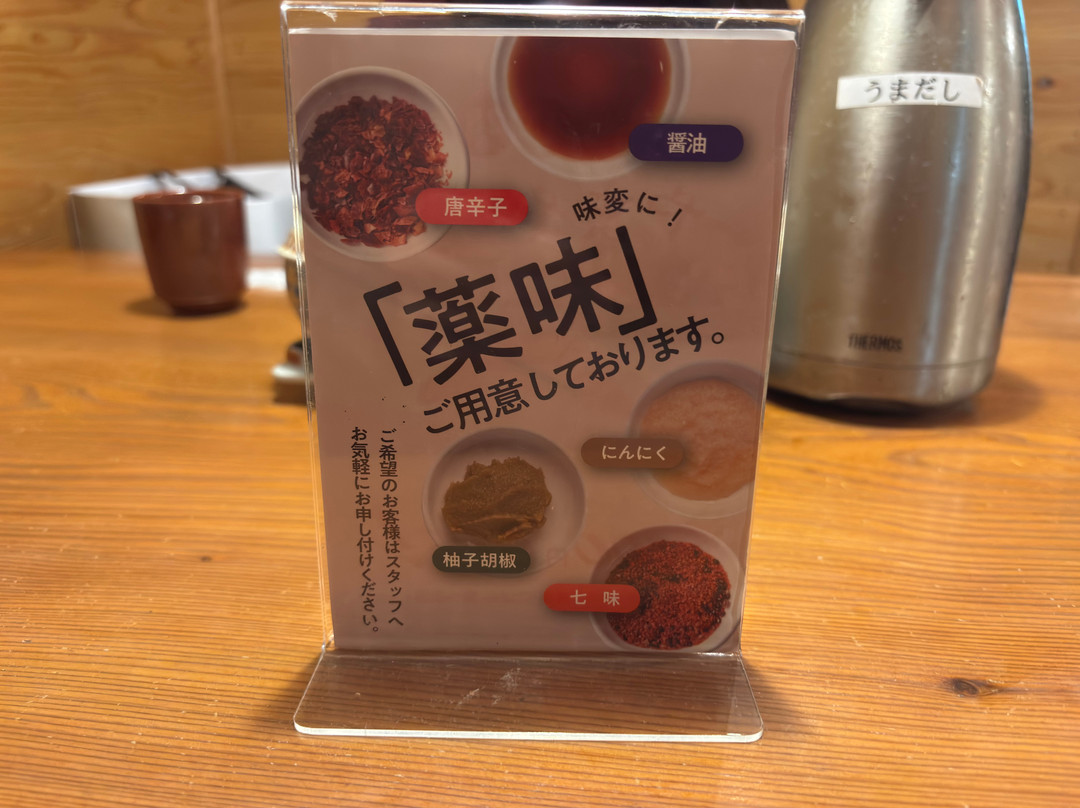 うまだし
THERMOS
醤油
唐辛子
味変に！
「薬味」
ご用意しております。
にんにく
柚子胡椒
七 味
ご希望のお客様はスタッフへ
お気軽にお申し付けください。